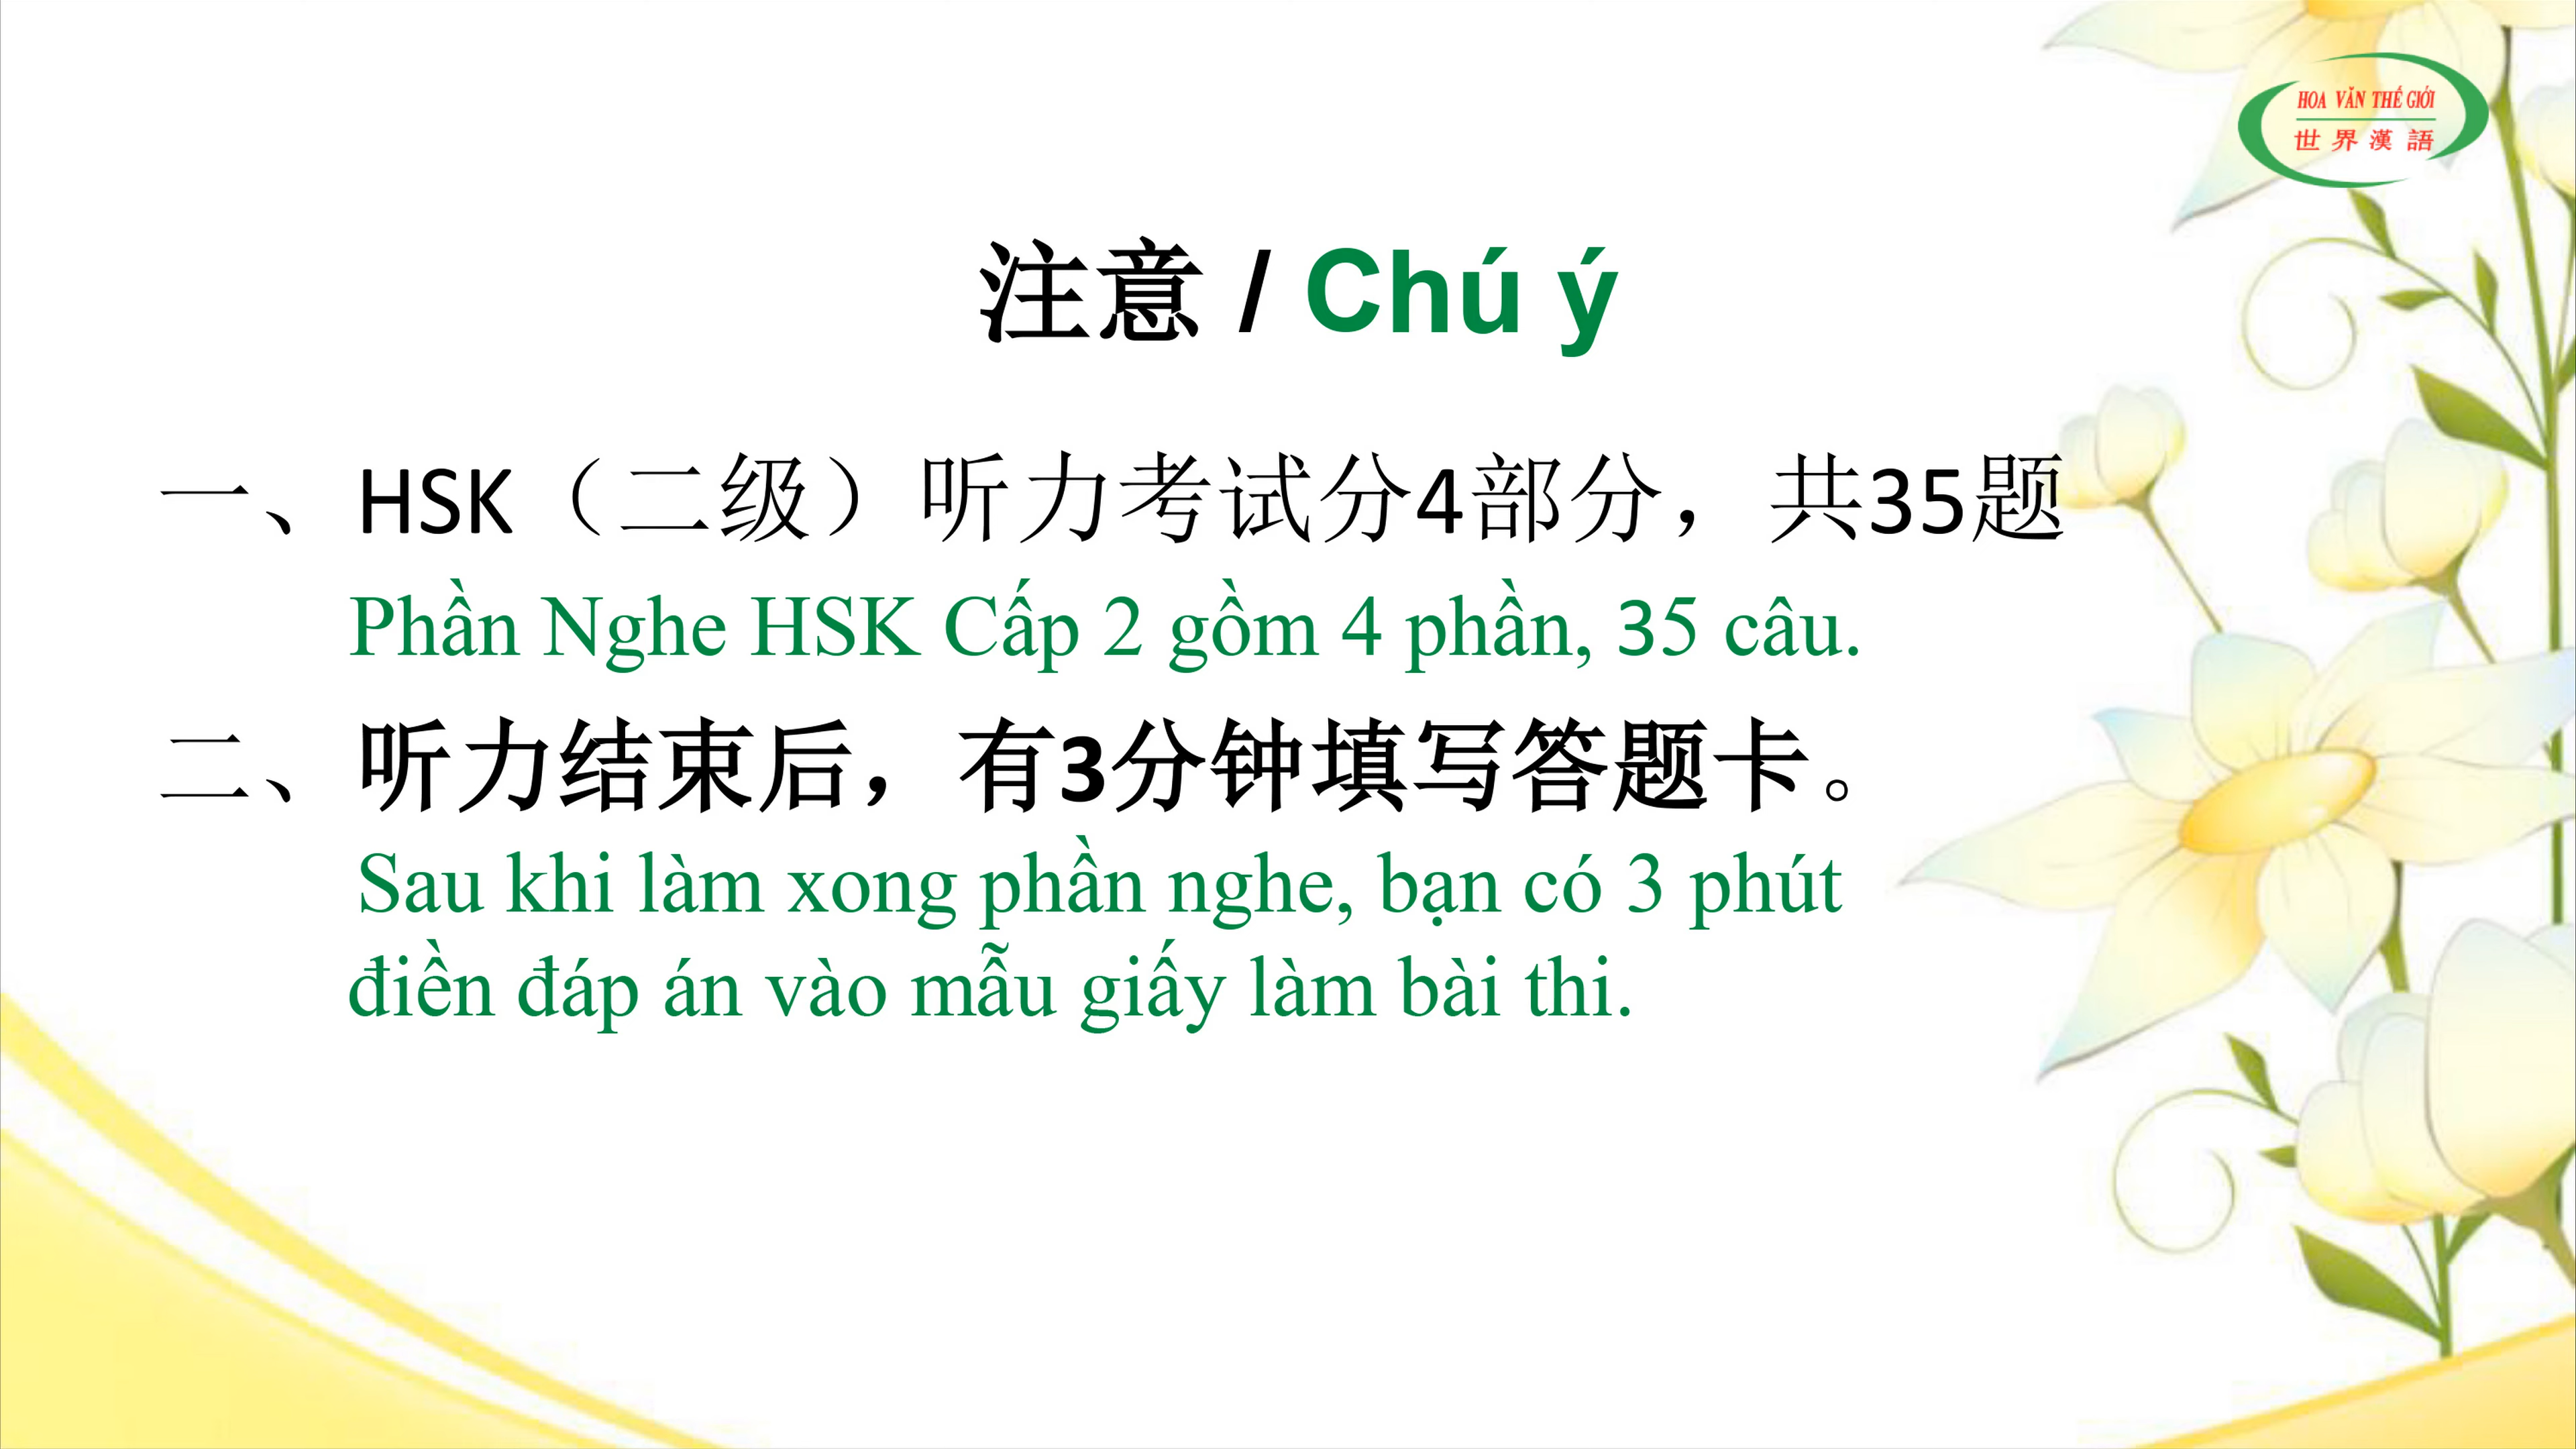 HOA VĂN THẾ GIỚI
世界漢語
注意 / Chú ý
一、HSK（二级）听力考试分4部分，共35题
Phần Nghe HSK Cấp 2 gồm 4 phần, 35 câu.
二、听力结束后，有3分钟填写答题卡。
Sau khi làm xong phần nghe, bạn có 3 phút
điền đáp án vào mẫu giấy làm bài thi.